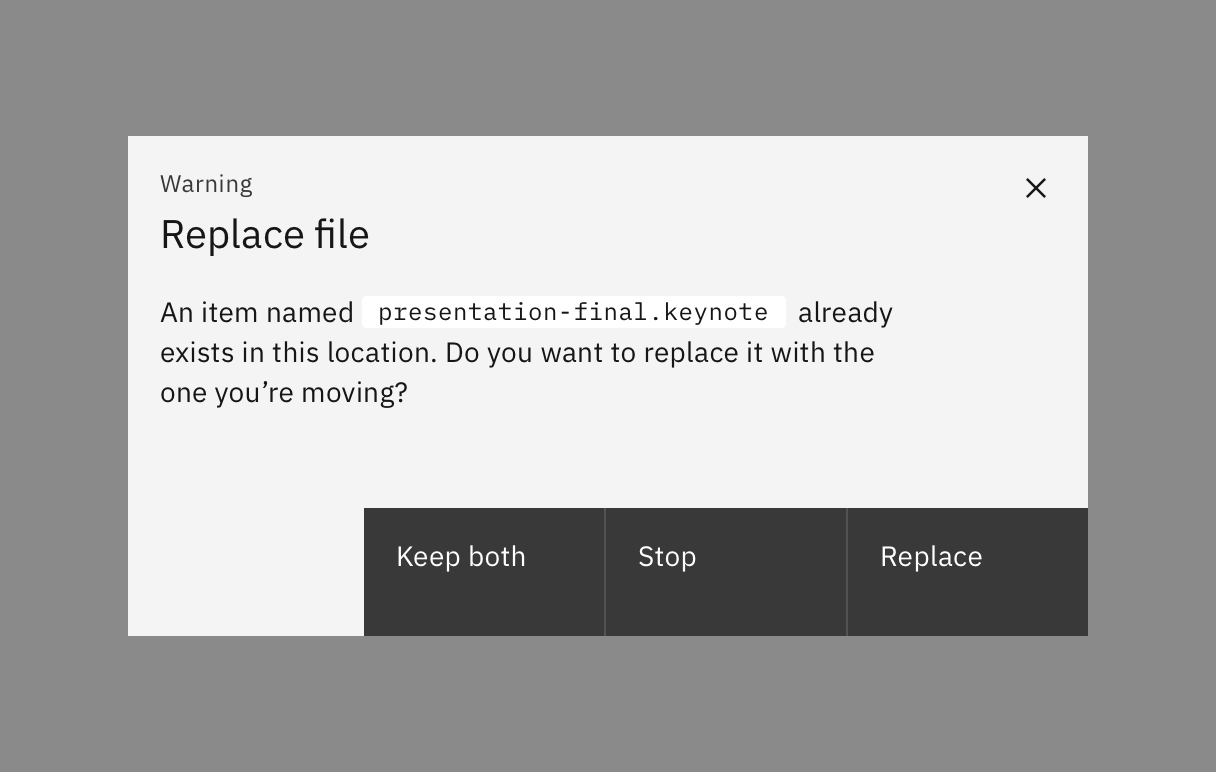 Warning
Replace file
An item named presentation-final.keynote already
exists in this location. Do you want to replace it with the
one you’re moving?
Keep both
Stop
Replace